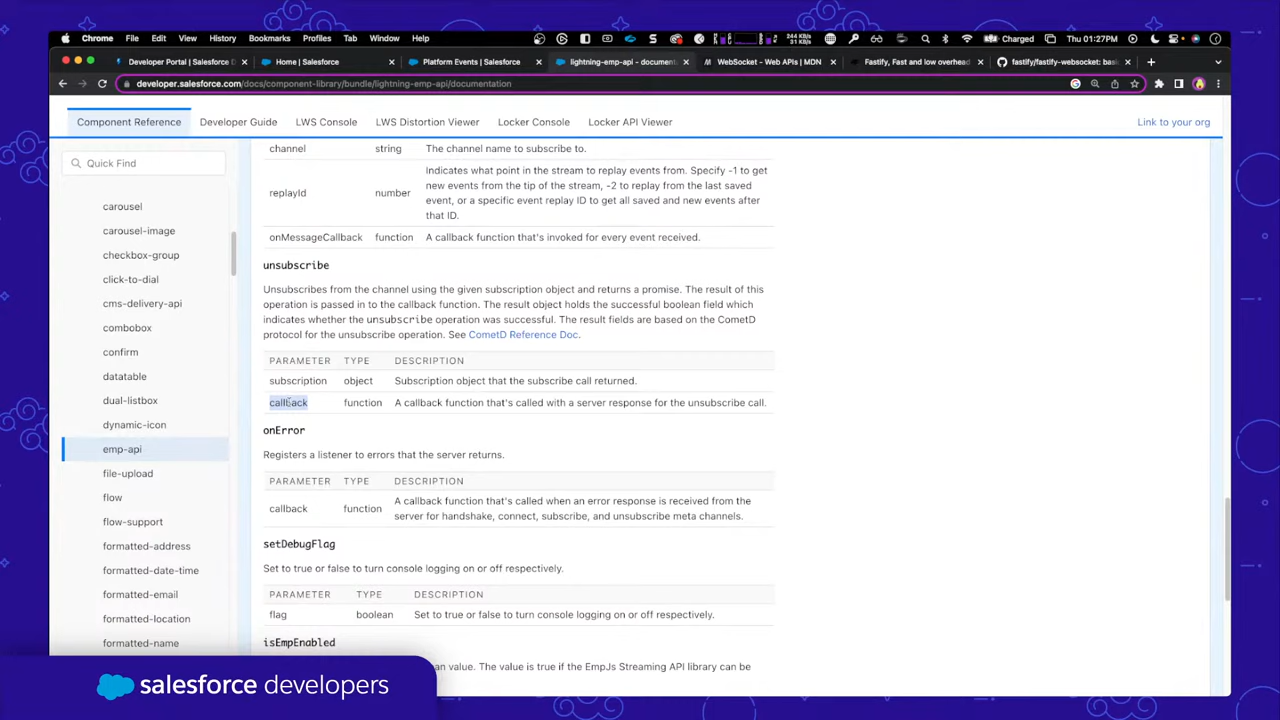 Chrome File Edit View History Bookmarks Profiles Tab Window Help
244 KB/s
31 KB/s
Charged Thu 01:27PM
Developer Portal | Salesforce D Home | Salesforce Platform Events | Salesforce lightning-emp-api - documenta WebSocket - Web APIs | MDN Fastify, Fast and low overhead fastify/fastify-websocket: basi
developer.salesforce.com/docs/component-library/bundle/lightning-emp-api/documentation
Component Reference Developer Guide LWS Console LWS Distortion Viewer Locker Console Locker API Viewer Link to your org
Quick Find
carousel
carousel-image
checkbox-group
click-to-dial
cms-delivery-api
combobox
confirm
datatable
dual-listbox
dynamic-icon
emp-api
file-upload
flow
flow-support
formatted-address
formatted-date-time
formatted-email
formatted-location
formatted-name
channel string The channel name to subscribe to.
replayId number Indicates what point in the stream to replay events from. Specify -1 to get
new events from the tip of the stream, -2 to replay from the last saved
event, or a specific event replay ID to get all saved and new events after
that ID.
onMessageCallback function A callback function that's invoked for every event received.
unsubscribe
Unsubscribes from the channel using the given subscription object and returns a promise. The result of this
operation is passed in to the callback function. The result object holds the successful boolean field which
indicates whether the unsubscribe operation was successful. The result fields are based on the CometD
protocol for the unsubscribe operation. See CometD Reference Doc.
PARAMETER TYPE DESCRIPTION
subscription object Subscription object that the subscribe call returned.
callback function A callback function that's called with a server response for the unsubscribe call.
onError
Registers a listener to errors that the server returns.
PARAMETER TYPE DESCRIPTION
callback function A callback function that's called when an error response is received from the
server for handshake, connect, subscribe, and unsubscribe meta channels.
setDebugFlag
Set to true or false to turn console logging on or off respectively.
PARAMETER TYPE DESCRIPTION
flag boolean Set to true or false to turn console logging on or off respectively.
isEmpEnabled
an value. The value is true if the EmpJs Streaming API library can be
salesforce developers